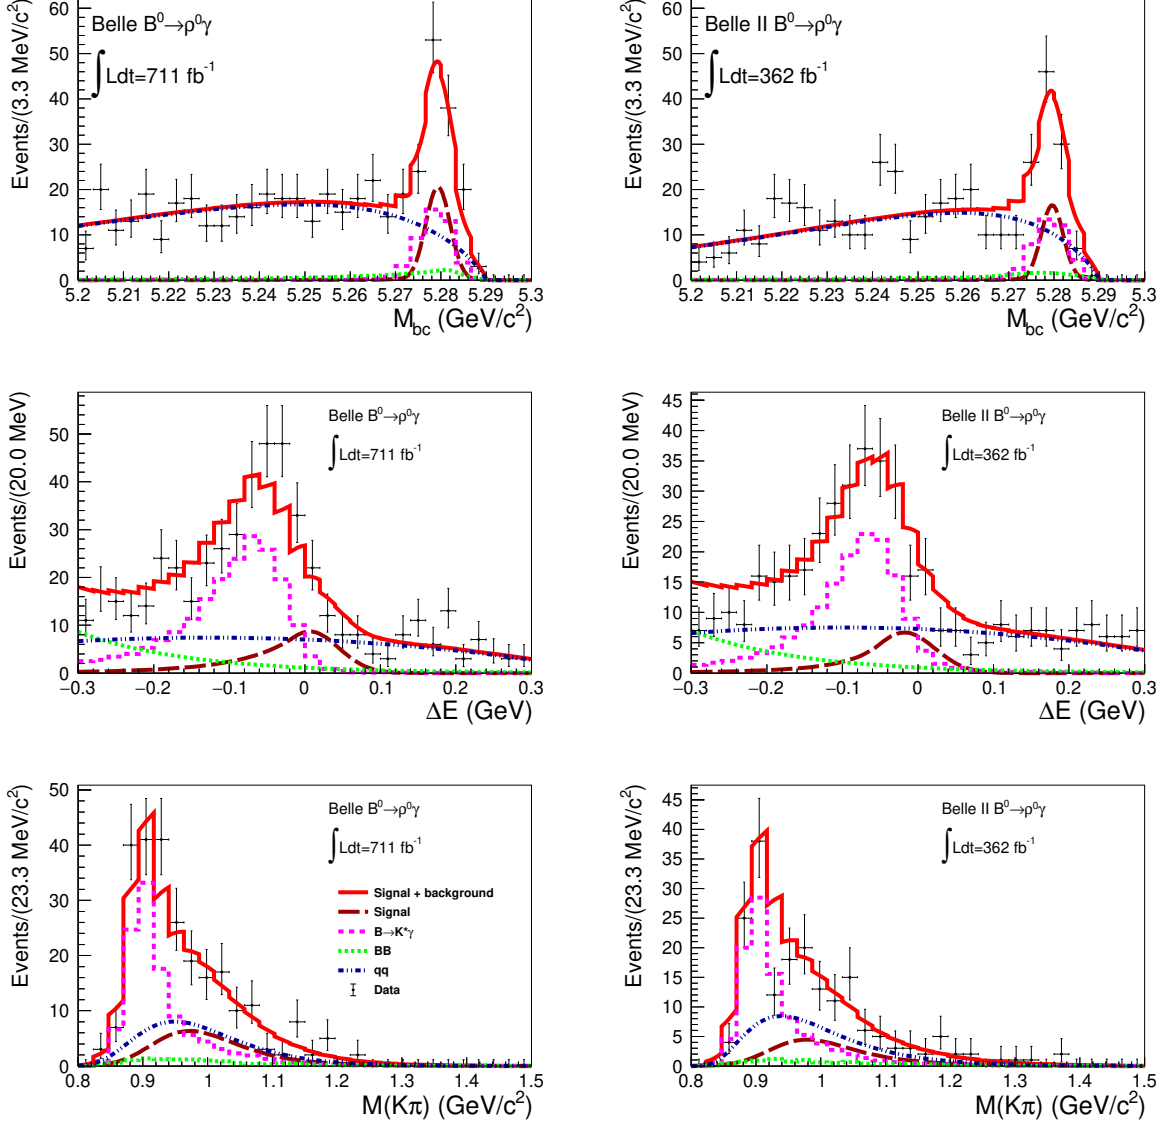 Events/(3.3 MeV/c²)
60
50
40
30
20
10
0
Belle B⁰→ρ⁰γ
∫Ldt=711 fb⁻¹
5.2 5.21 5.22 5.23 5.24 5.25 5.26 5.27 5.28 5.29 5.3
M_bc (GeV/c²)
Events/(3.3 MeV/c²)
60
50
40
30
20
10
0
Belle II B⁰→ρ⁰γ
∫Ldt=362 fb⁻¹
5.2 5.21 5.22 5.23 5.24 5.25 5.26 5.27 5.28 5.29 5.3
M_bc (GeV/c²)
Events/(20.0 MeV)
50
40
30
20
10
0
Belle B⁰→ρ⁰γ
∫Ldt=711 fb⁻¹
−0.3 −0.2 −0.1 0 0.1 0.2 0.3
ΔE (GeV)
Events/(20.0 MeV)
45
40
35
30
25
20
15
10
5
0
Belle II B⁰→ρ⁰γ
∫Ldt=362 fb⁻¹
−0.3 −0.2 −0.1 0 0.1 0.2 0.3
ΔE (GeV)
Events/(23.3 MeV/c²)
50
40
30
20
10
0
Belle B⁰→ρ⁰γ
∫Ldt=711 fb⁻¹
Signal + background
Signal
B→K*γ
BB
qq
Data
0.8 0.9 1 1.1 1.2 1.3 1.4 1.5
M(Kπ) (GeV/c²)
Events/(23.3 MeV/c²)
45
40
35
30
25
20
15
10
5
0
Belle II B⁰→ρ⁰γ
∫Ldt=362 fb⁻¹
0.8 0.9 1 1.1 1.2 1.3 1.4 1.5
M(Kπ) (GeV/c²)